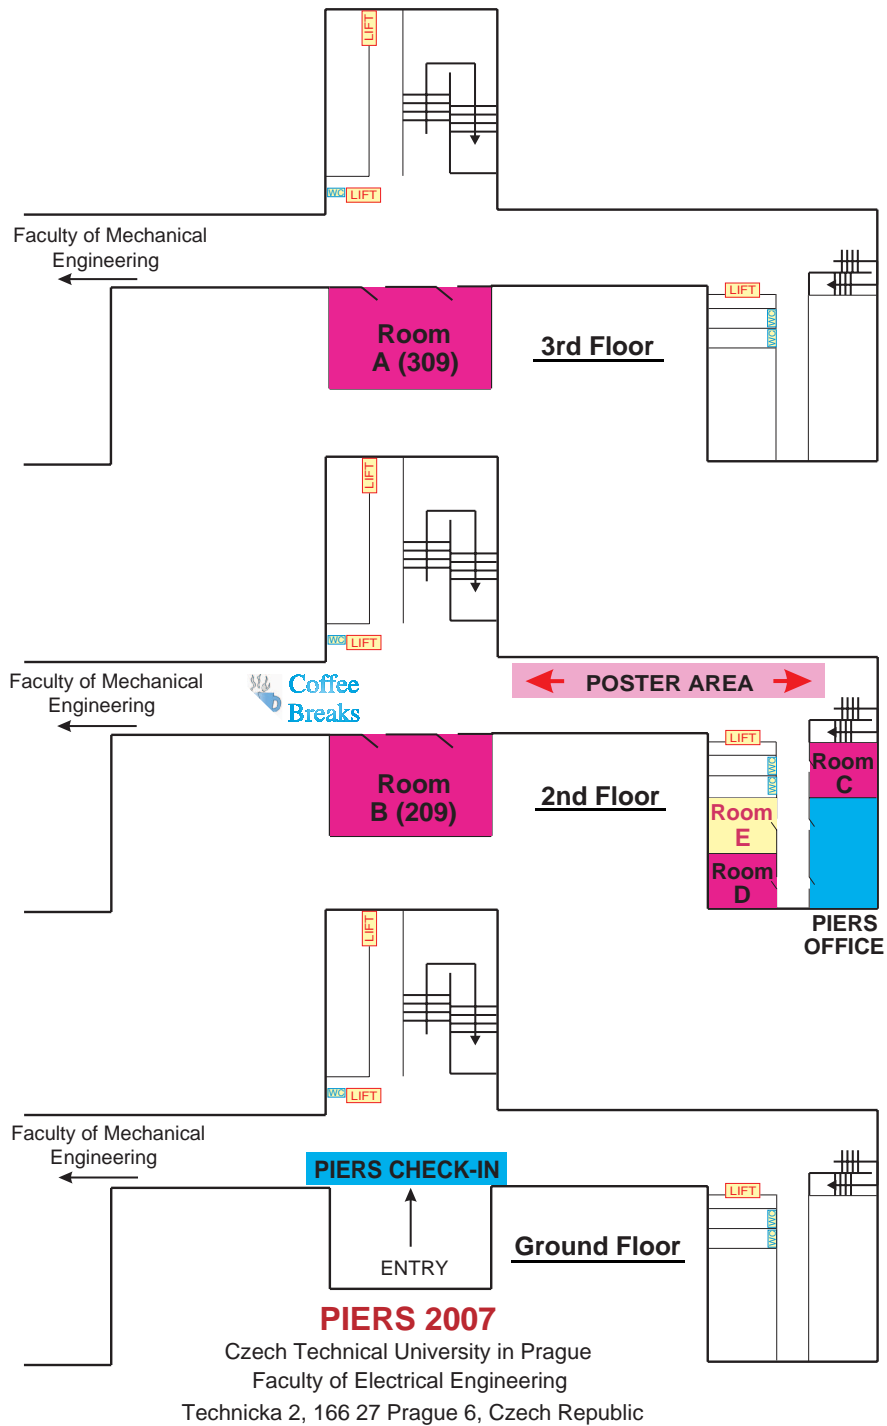 LIFT
WC LIFT
Faculty of Mechanical
Engineering
LIFT
WC
WC
Room
A (309)
3rd Floor
LIFT
WC LIFT
Faculty of Mechanical
Engineering
Coffee
Breaks
POSTER AREA
LIFT
WC
WC
Room
B (209)
2nd Floor
Room
C
Room
E
Room
D
PIERS
OFFICE
LIFT
WC LIFT
Faculty of Mechanical
Engineering
PIERS CHECK-IN
LIFT
WC
WC
ENTRY
Ground Floor
PIERS 2007
Czech Technical University in Prague
Faculty of Electrical Engineering
Technicka 2, 166 27 Prague 6, Czech Republic